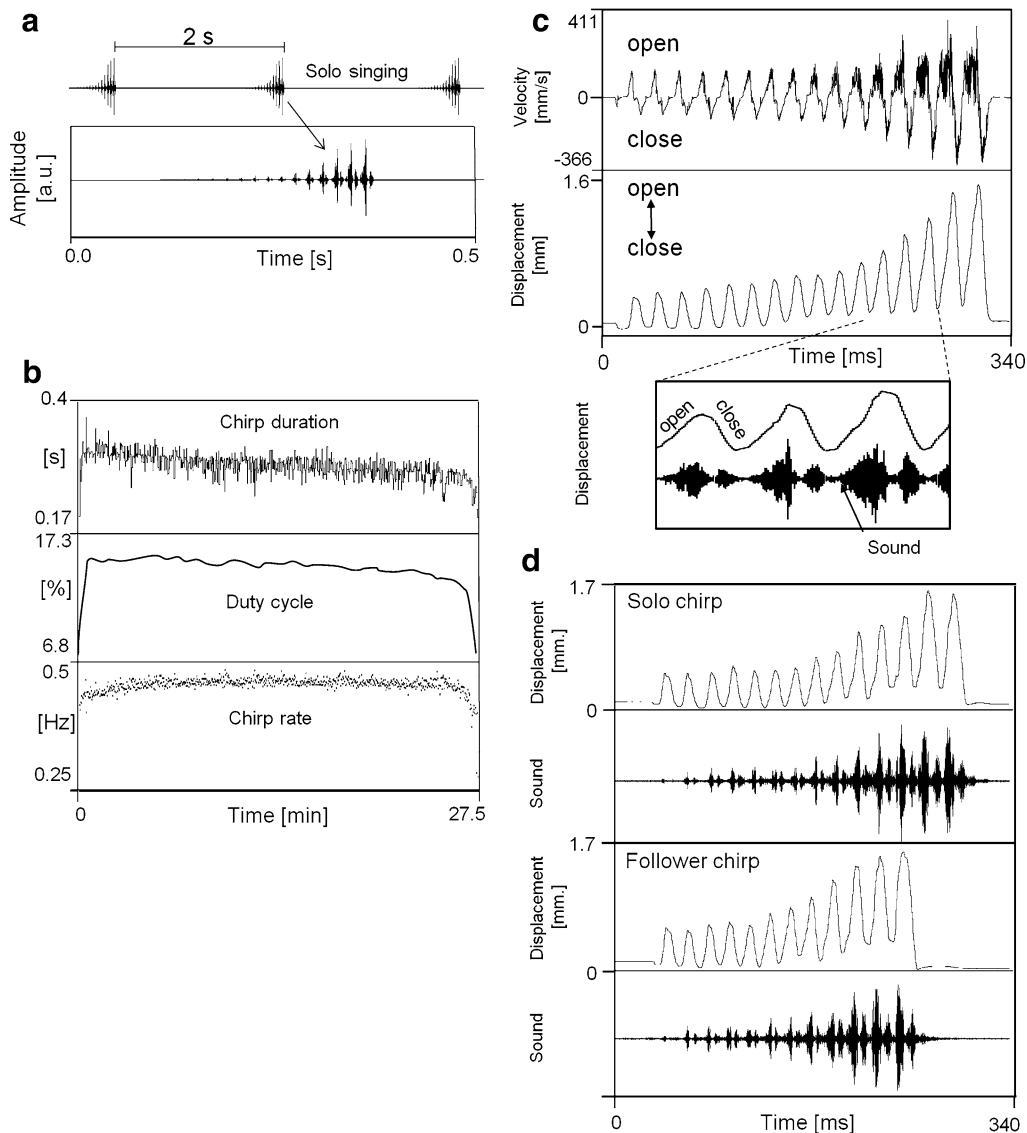 a
2 s
Solo singing
Amplitude
[a.u.]
0.0
Time [s]
0.5
b
0.4
Chirp duration
[s]
0.17
17.3
[%]
Duty cycle
6.8
0.5
[Hz]
Chirp rate
0.25
0
Time [min]
27.5
c
411
open
Velocity
[mm/s]
0
close
-366
1.6
open
close
Displacement
[mm]
0
0
Time [ms]
340
open
close
Displacement
Sound
d
1.7
Solo chirp
Displacement
[mm.]
0
Sound
1.7
Follower chirp
Displacement
[mm.]
0
Sound
0
Time [ms]
340